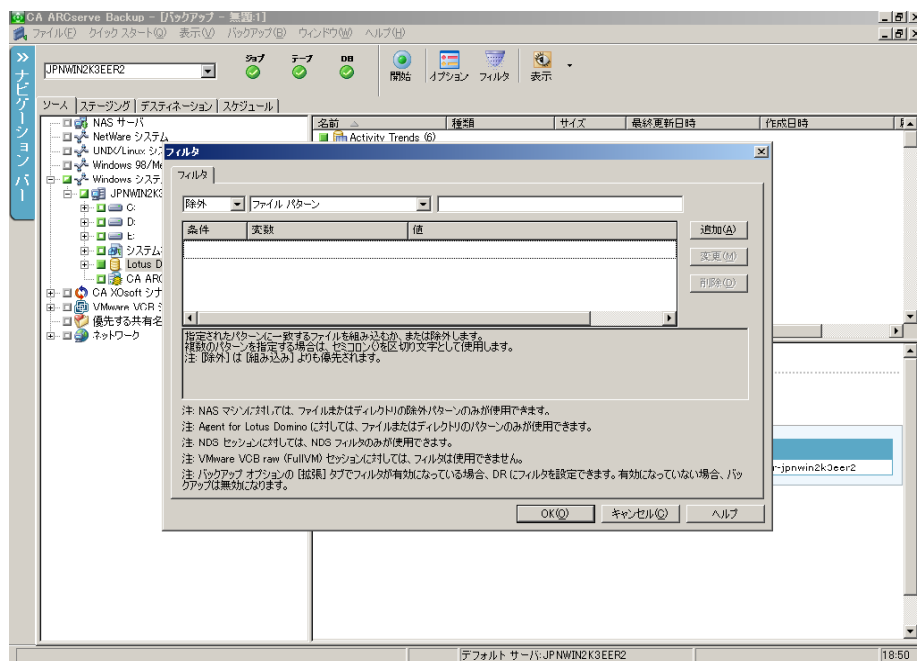 CA ARCserve Backup - [バックアップ - 無題:1]
ファイル(F) クイック スタート(Q) 表示(V) バックアップ(B) ウィンドウ(W) ヘルプ(H)
ナビゲーション バー
JPNWIN2K3EER2
ジョブ
テープ
DB
開始
オプション
フィルタ
表示
ソース
ステージング
デスティネーション
スケジュール
NAS サーバ
NetWare システム
UNIX/Linux シス
Windows 98/Me
Windows システ
JPNWIN2K3
C:
D:
E:
システム
Lotus D
CA ARC
CA XOsoft シナ
VMware VCB シ
優先する共有名
ネットワーク
名前
種類
サイズ
最終更新日時
作成日時
Activity Trends (6)
フィルタ
フィルタ
除外
ファイル パターン
条件
変数
値
追加(A)
変更(M)
削除(D)
指定されたパターンに一致するファイルを組み込むか、または除外します。
複数のパターンを指定する場合は、セミコロン(;)を区切り文字として使用します。
注: [除外] は [組み込み] よりも優先されます。
注: NAS マシンに対しては、ファイルまたはディレクトリの除外パターンのみが使用できます。
注: Agent for Lotus Domino に対しては、ファイルまたはディレクトリのパターンのみが使用できます。
注: NDS セッションに対しては、NDS フィルタのみが使用できます。
注: VMware VCB raw (FullVM) セッションに対しては、フィルタは使用できません。
注: バックアップ オプションの [拡張] タブでフィルタが有効になっている場合、DR にフィルタを設定できます。有効になっていない場合、バッ
クアップは無効になります。
OK(O)
キャンセル(C)
ヘルプ
r-jpnwin2k3eer2
デフォルト サーバ:JPNWIN2K3EER2
18:50